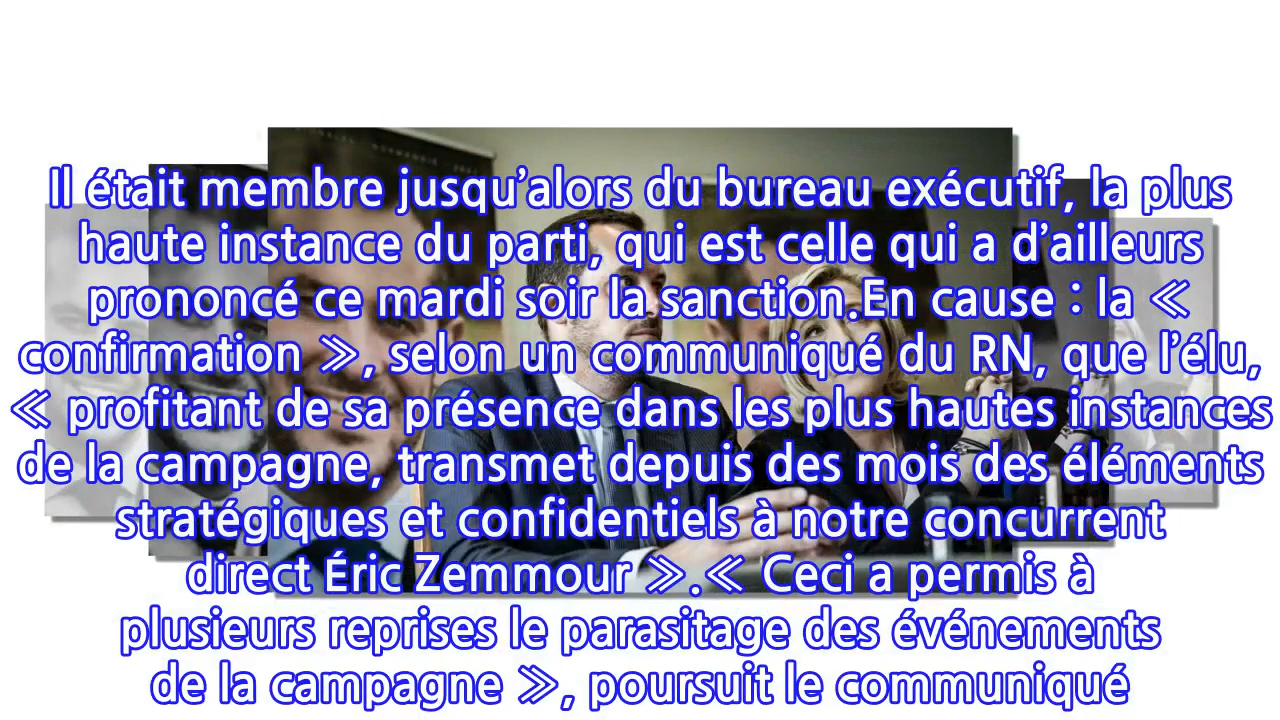 Il était membre jusqu’alors du bureau exécutif, la plus
haute instance du parti, qui est celle qui a d’ailleurs
prononcé ce mardi soir la sanction.En cause : la ≪
confirmation ≫, selon un communiqué du RN, que l’élu,
≪ profitant de sa présence dans les plus hautes instances
de la campagne, transmet depuis des mois des éléments
stratégiques et confidentiels à notre concurrent
direct Éric Zemmour ≫.≪ Ceci a permis à
plusieurs reprises le parasitage des événements
de la campagne ≫, poursuit le communiqué